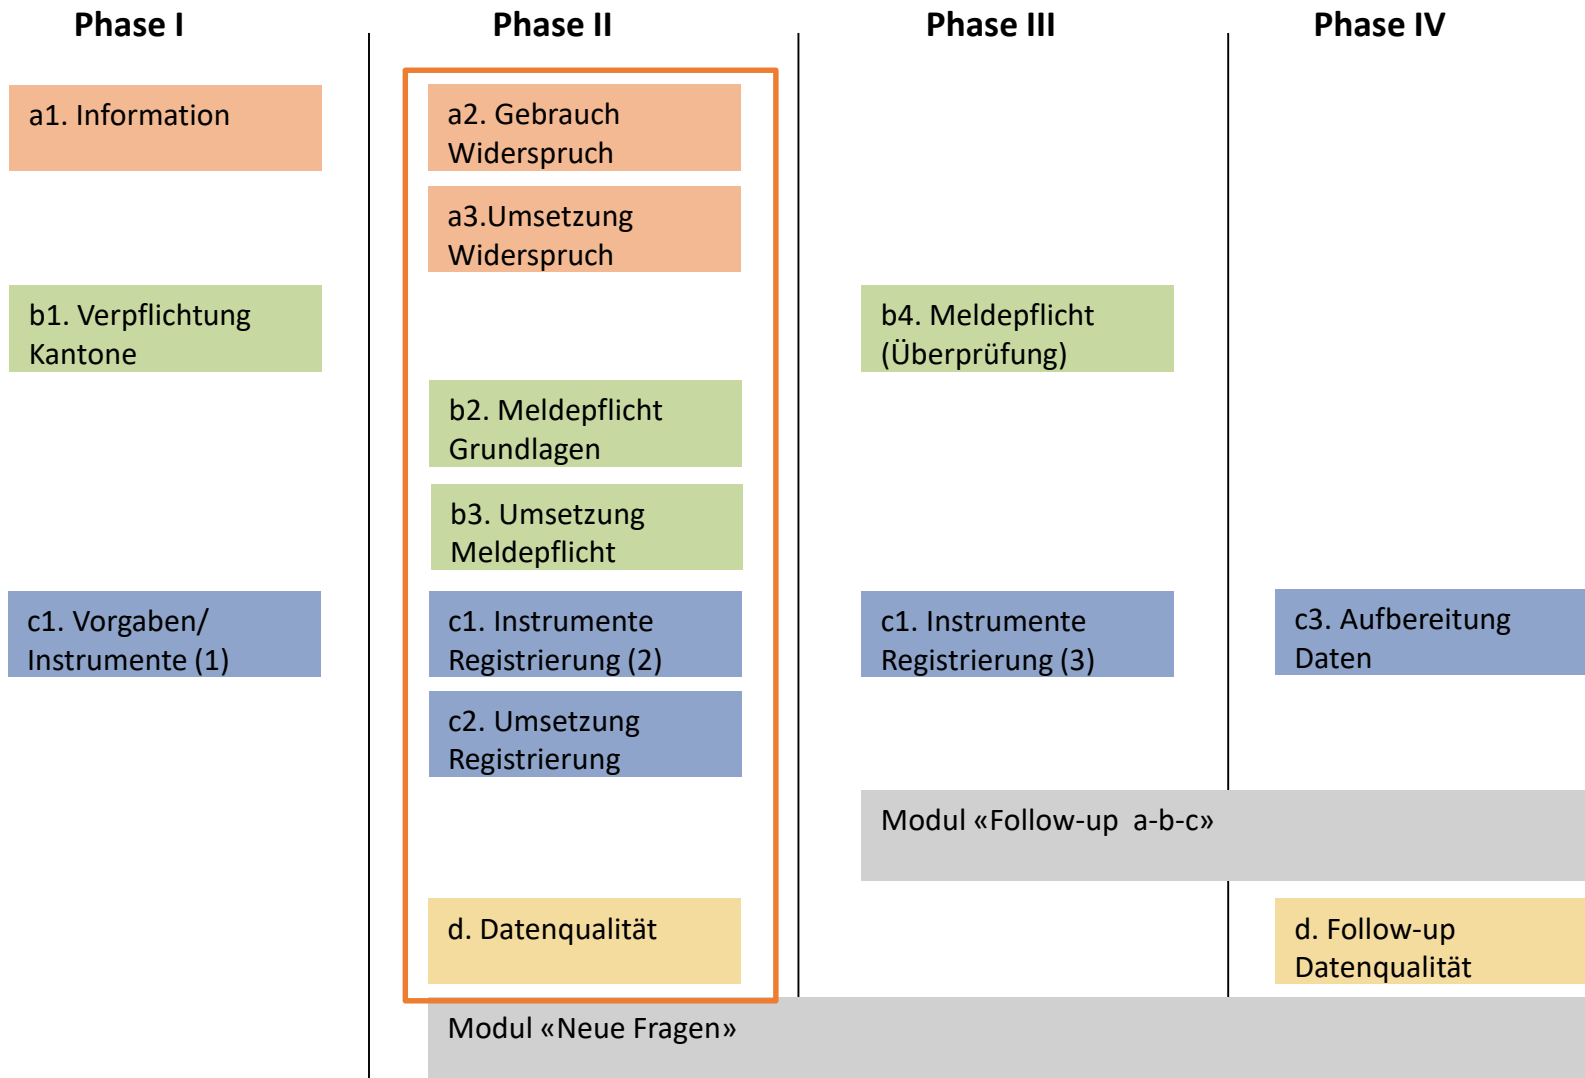 Phase I
Phase II
Phase III
Phase IV
a1. Information
a2. Gebrauch
Widerspruch
a3.Umsetzung
Widerspruch
b1. Verpflichtung
Kantone
b4. Meldepflicht
(Überprüfung)
b2. Meldepflicht
Grundlagen
b3. Umsetzung
Meldepflicht
c1. Vorgaben/
Instrumente (1)
c1. Instrumente
Registrierung (2)
c1. Instrumente
Registrierung (3)
c3. Aufbereitung
Daten
c2. Umsetzung
Registrierung
Modul «Follow-up a-b-c»
d. Datenqualität
d. Follow-up
Datenqualität
Modul «Neue Fragen»